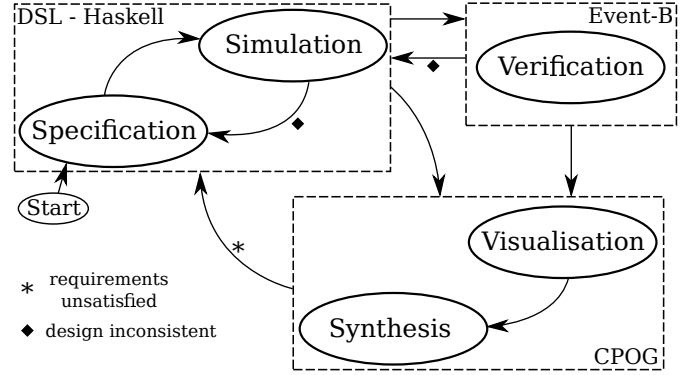 DSL - Haskell
Event-B
Simulation
Verification
Specification
Start
Visualisation
*
* requirements
unsatisfied
◆ design inconsistent
Synthesis
CPOG